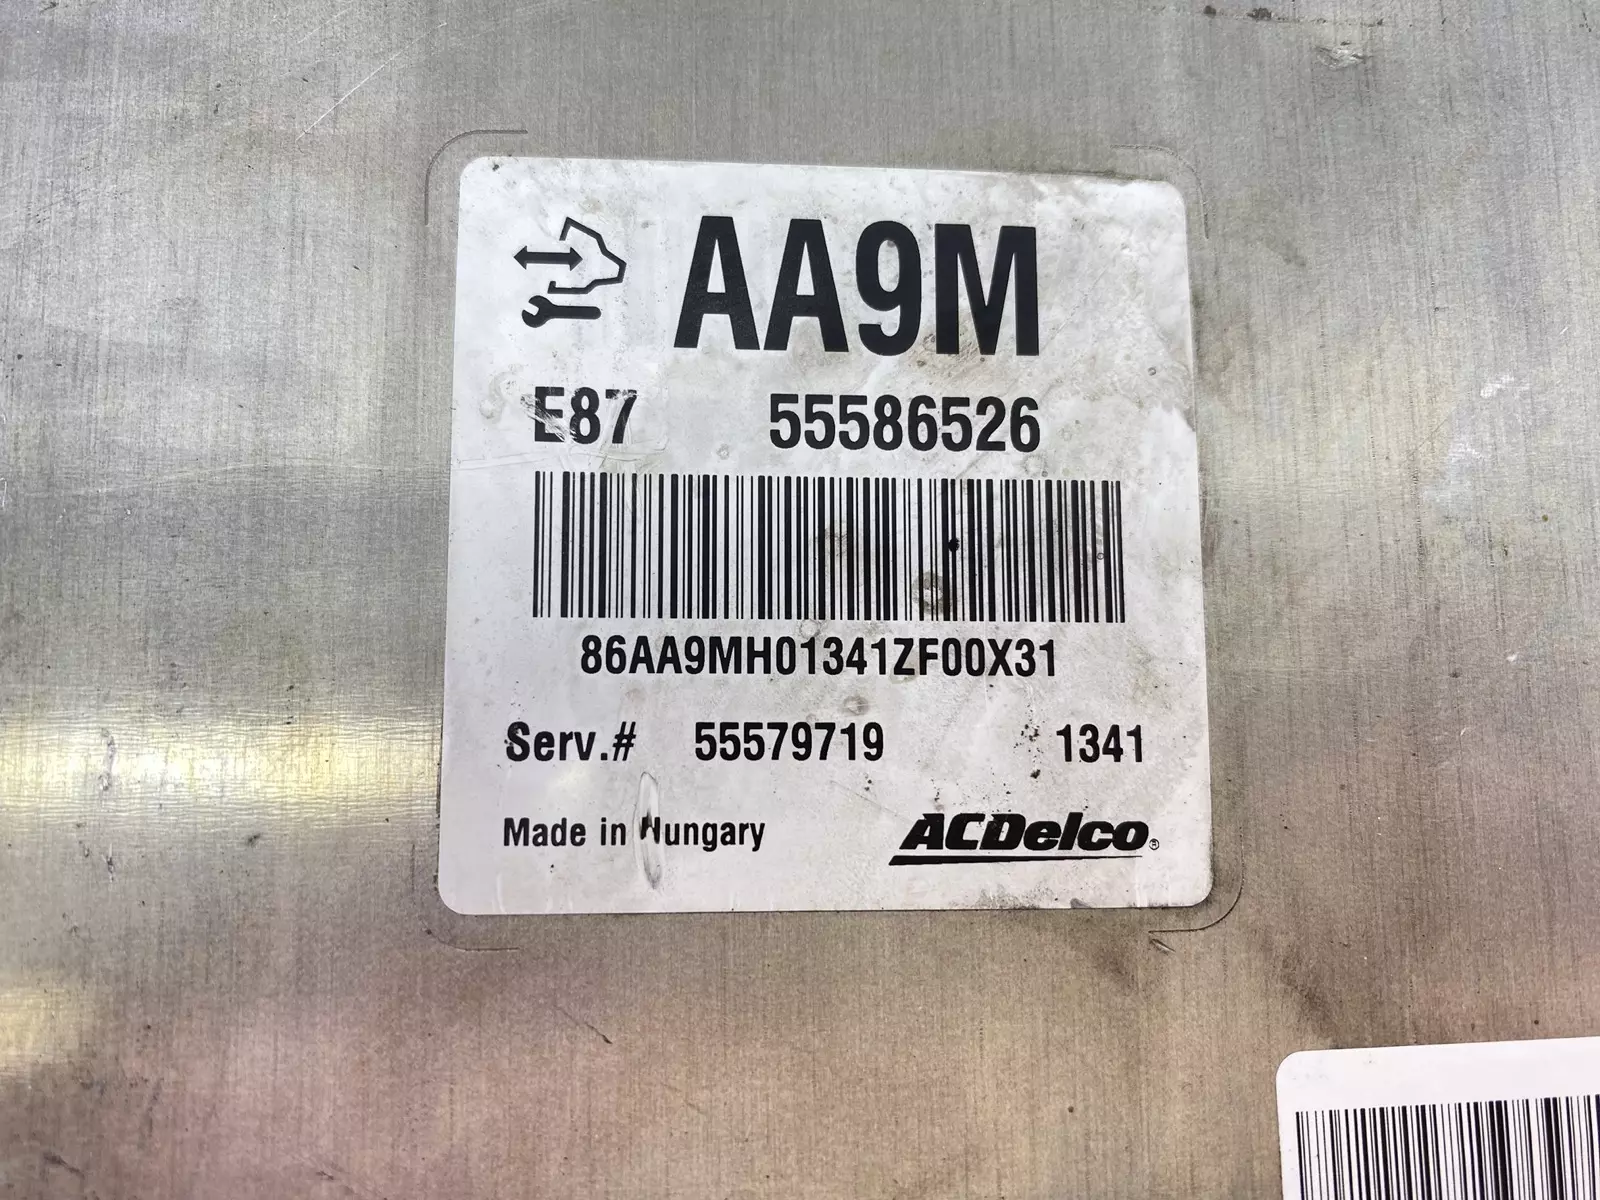 AA9M
E87 55586526
86AA9MH01341ZF00X31
Serv.# 55579719 1341
Made in Hungary ACDelco®